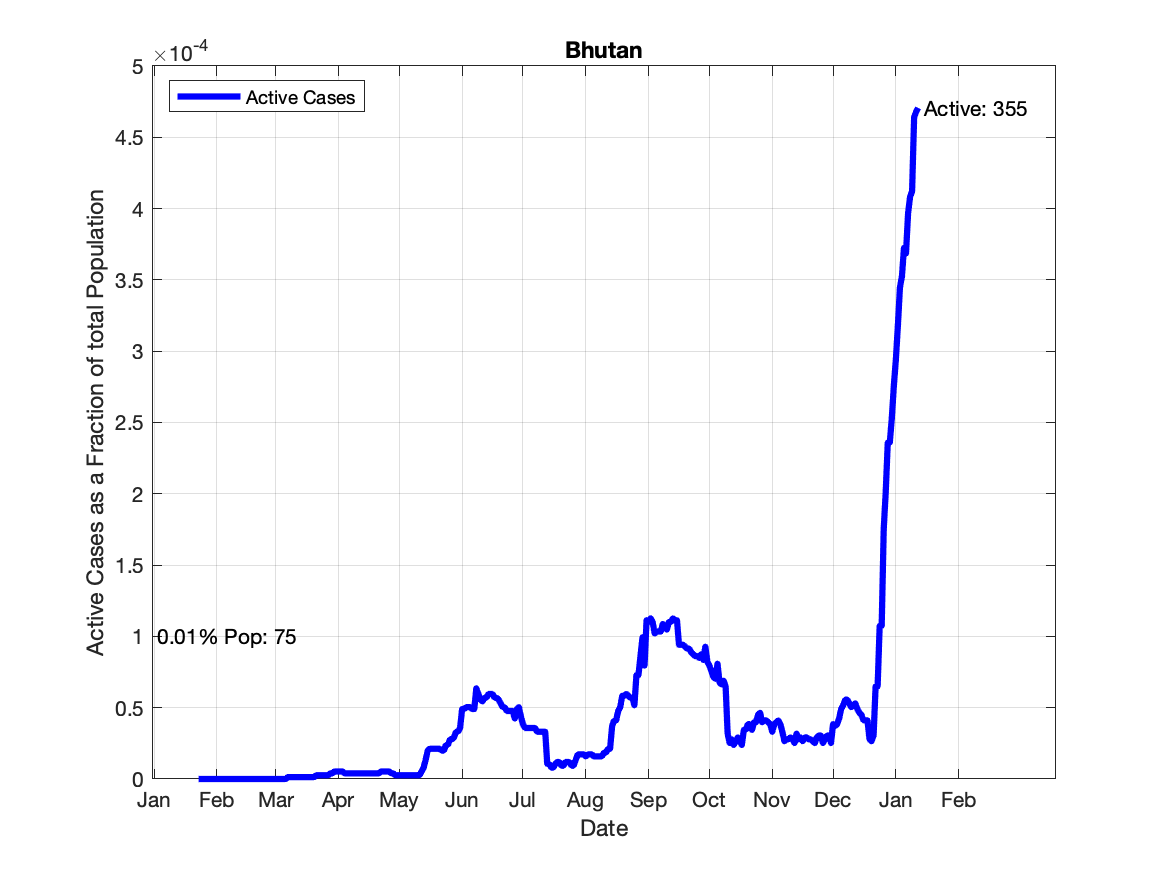 Bhutan
×10-4
5
4.5
4
3.5
3
2.5
2
1.5
1
0.5
0
Active Cases
Active: 355
0.01% Pop: 75
Active Cases as a Fraction of total Population
Jan Feb Mar Apr May Jun Jul Aug Sep Oct Nov Dec Jan Feb
Date